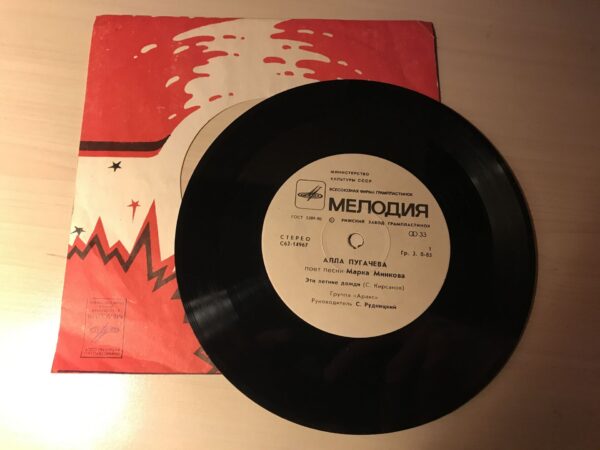 МИНИСТЕРСТВО
КУЛЬТУРЫ СССР
ВСЕСОЮЗНАЯ ФИРМА ГРАМПЛАСТИНОК
МЕЛОДИЯ
ГОСТ 5289-80
РИЖСКИЙ ЗАВОД ГРАМПЛАСТИНОК
33
СТЕРЕО
С62-14967
1
Гр. 3. 0-85
АЛЛА ПУГАЧЕВА
поет песни Марка Минкова
Эти летние дожди (С. Кирсанов)
Группа «Аракс»
Руководитель С. Рудницкий